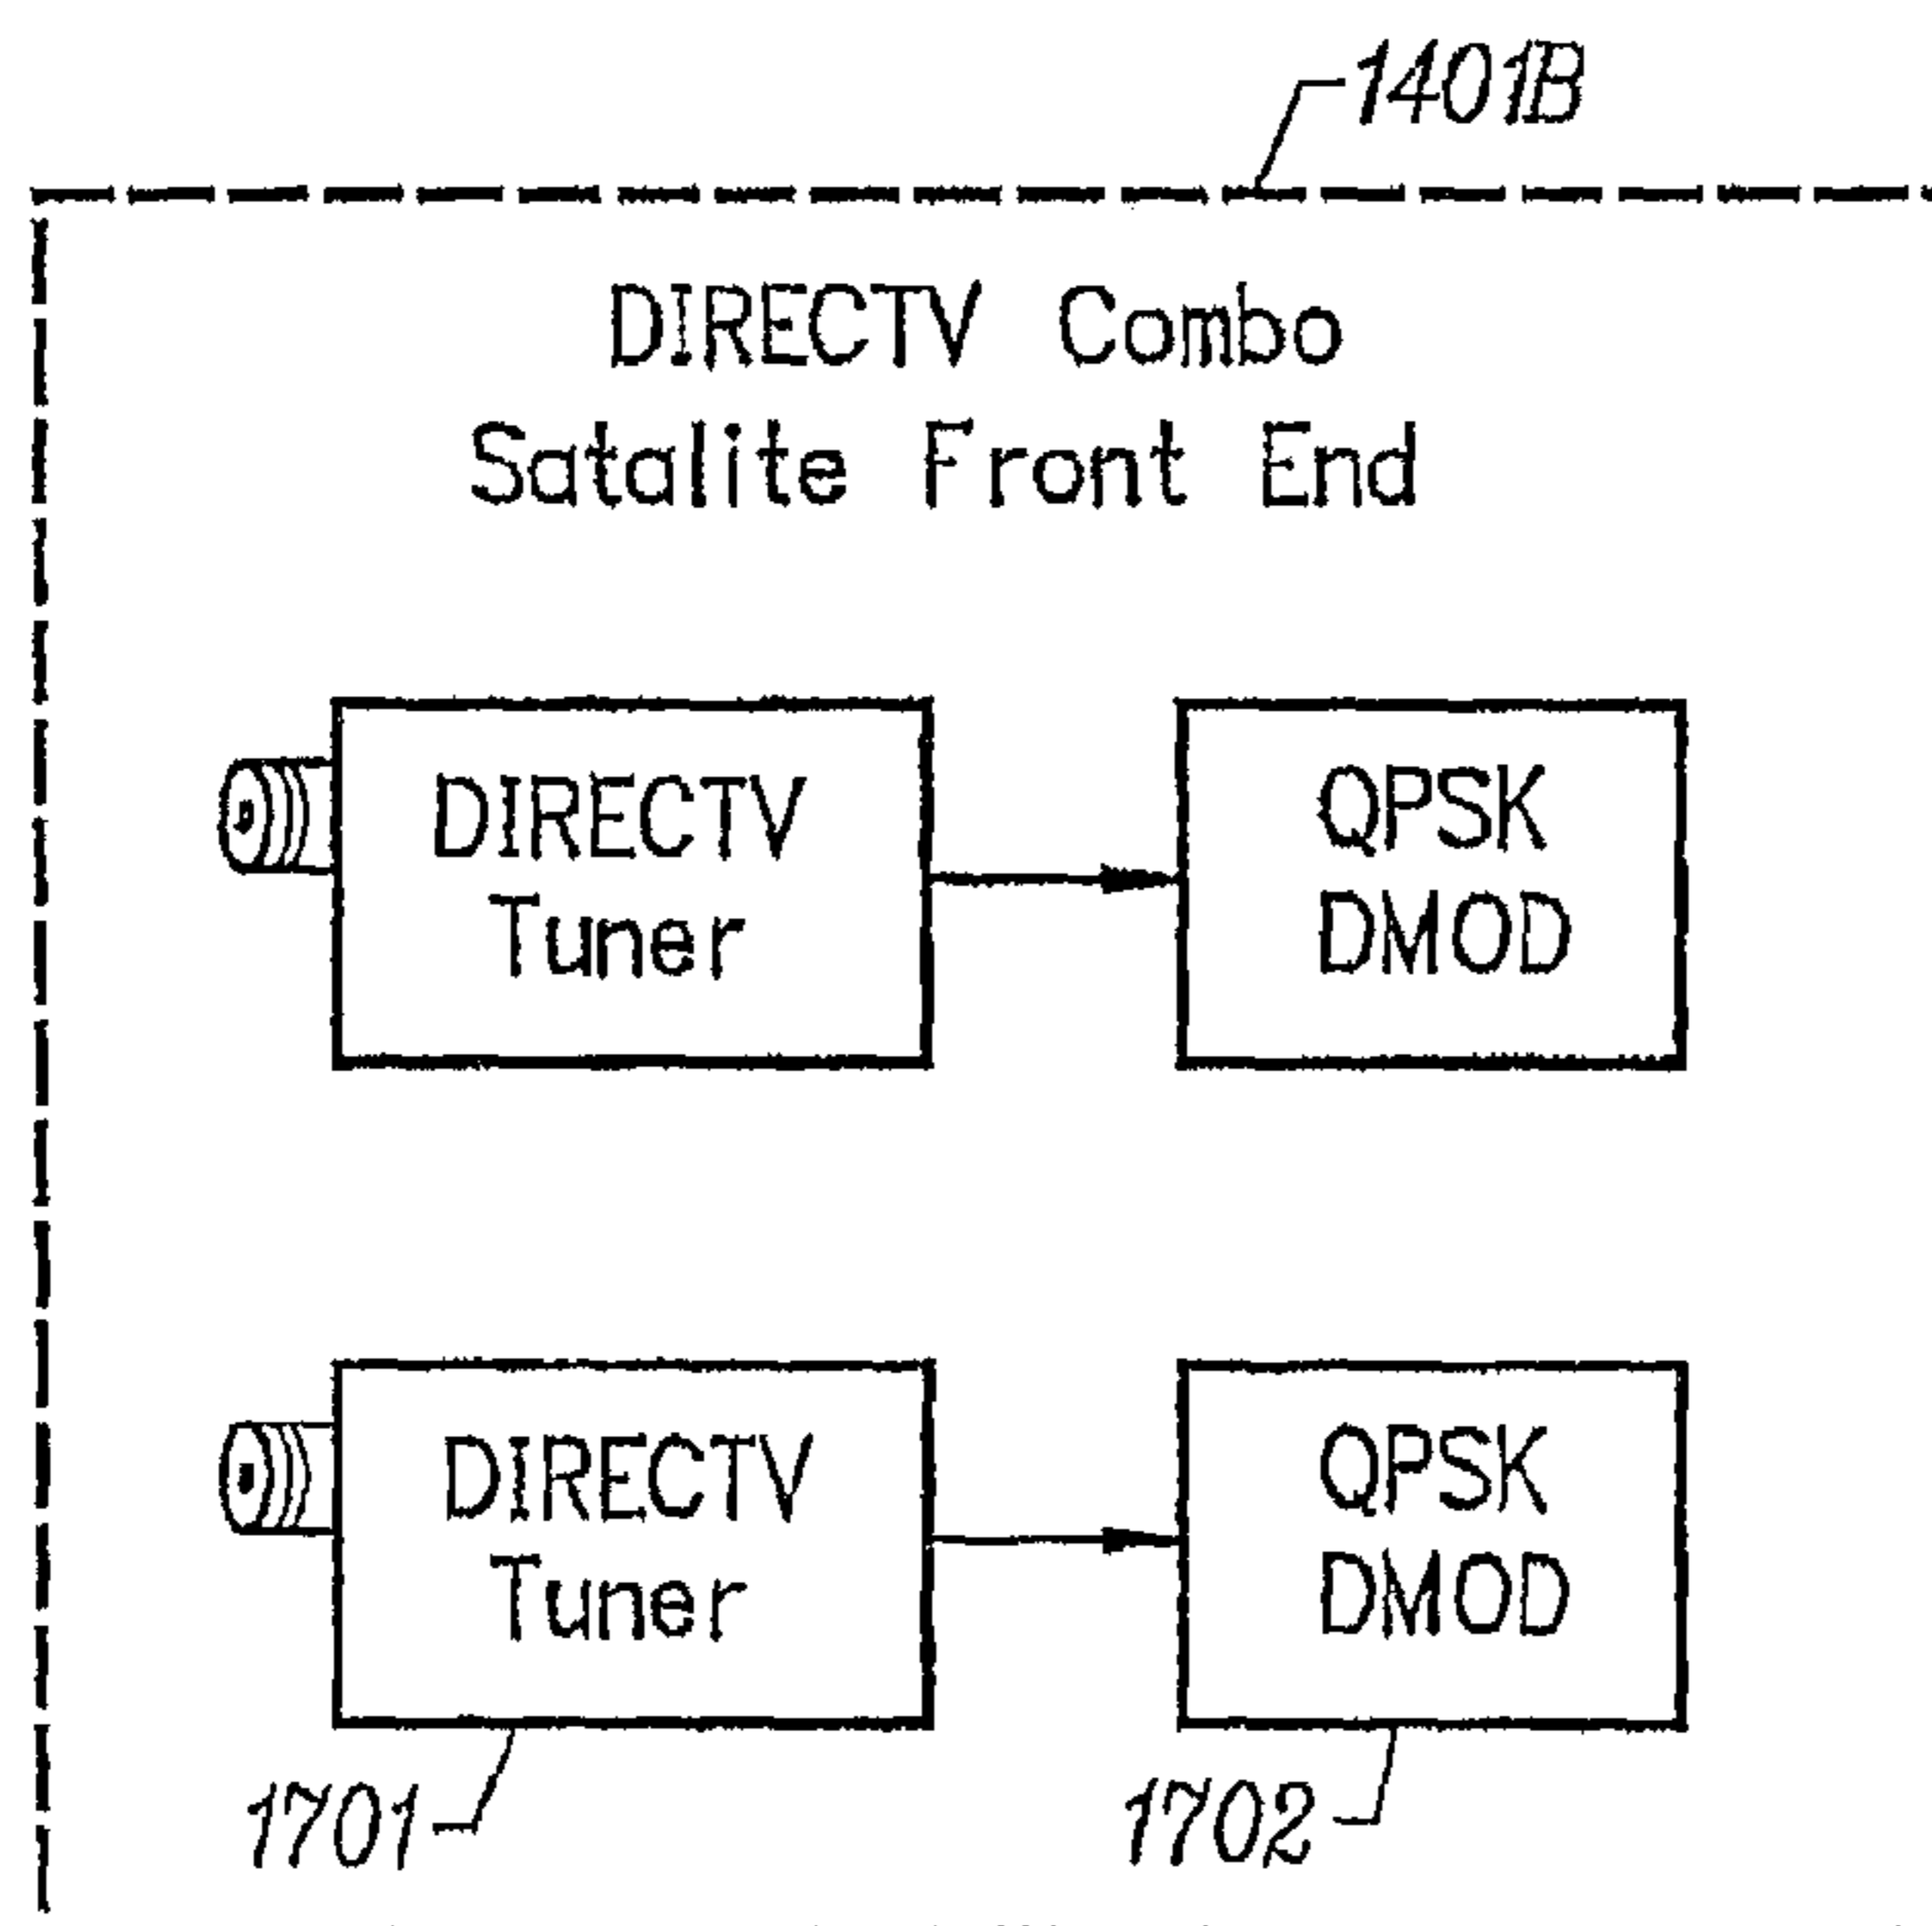 1401B
DIRECTV Combo
Satalite Front End
DIRECTV
Tuner
QPSK
DMOD
DIRECTV
Tuner
QPSK
DMOD
1701
1702